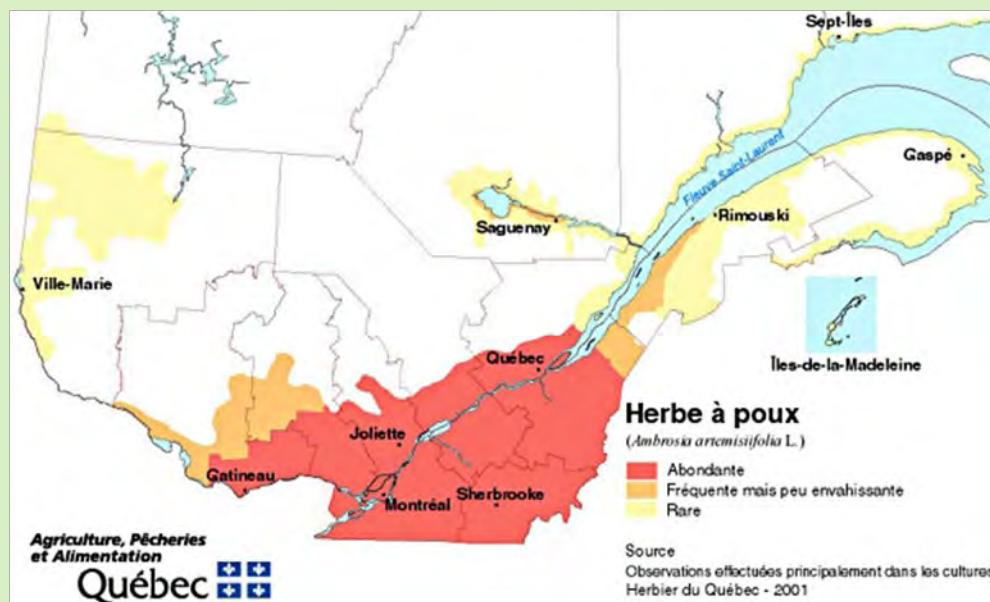 Sept-Îles
Fleuve Saint-Laurent
Gaspé
Rimouski
Saguenay
Ville-Marie
Îles-de-la-Madeleine
Québec
Joliette
Gatineau
Montréal
Sherbrooke
Herbe à poux
(Ambrosia artemisiifolia L.)
Abondante
Fréquente mais peu envahissante
Rare
Source
Observations effectuées principalement dans les cultures
Herbier du Québec - 2001
Agriculture, Pêcheries
et Alimentation
Québec